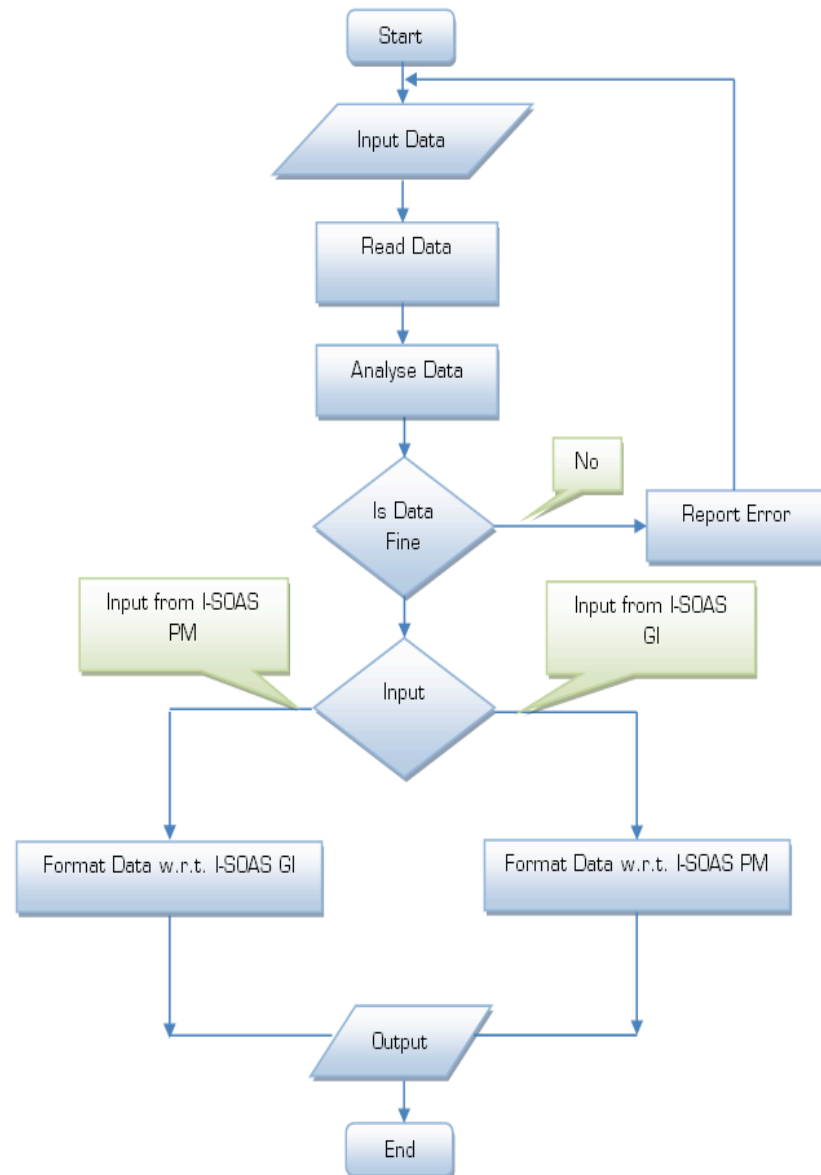 Start
Input Data
Read Data
Analyse Data
No
Is Data
Fine
Report Error
Input from I-SOAS
PM
Input from I-SOAS
GI
Input
Format Data w.r.t. I-SOAS GI
Format Data w.r.t. I-SOAS PM
Output
End